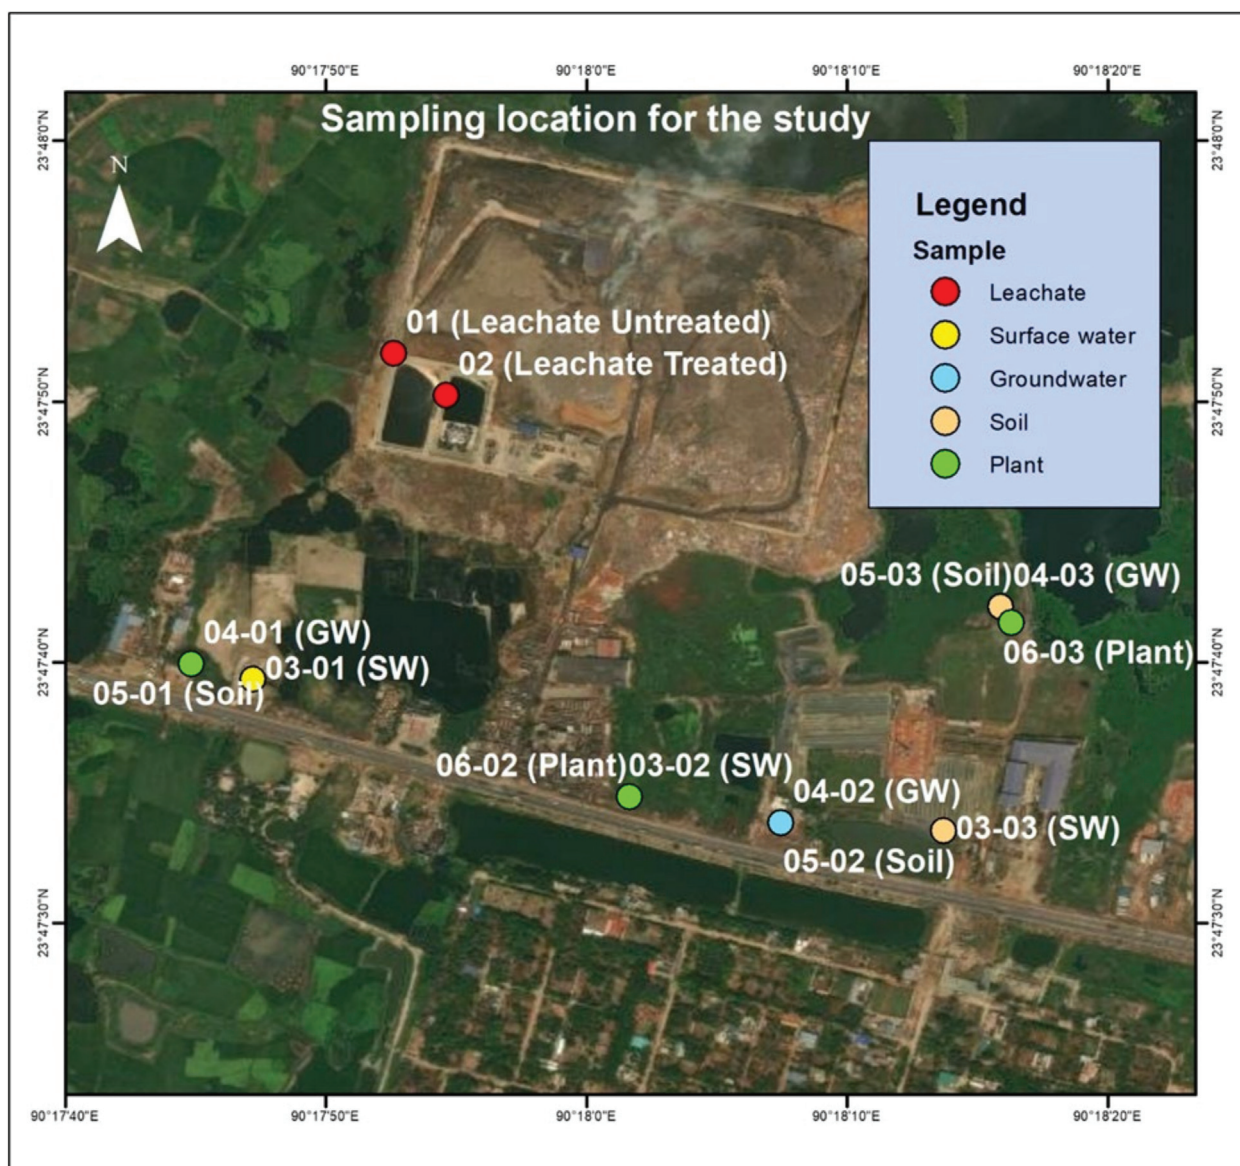 90°17'50"E 90°18'0"E 90°18'10"E 90°18'20"E
Sampling location for the study
23°48'0"N 23°48'0"N
N
Legend
Sample
Leachate
Surface water
Groundwater
Soil
Plant
01 (Leachate Untreated)
02 (Leachate Treated)
23°47'50"N 23°47'50"N
05-03 (Soil)04-03 (GW)
04-01 (GW)
06-03 (Plant)
03-01 (SW)
23°47'40"N 23°47'40"N
05-01 (Soil)
06-02 (Plant)03-02 (SW)
04-02 (GW)
03-03 (SW)
05-02 (Soil)
23°47'30"N 23°47'30"N
90°17'40"E 90°17'50"E 90°18'0"E 90°18'10"E 90°18'20"E